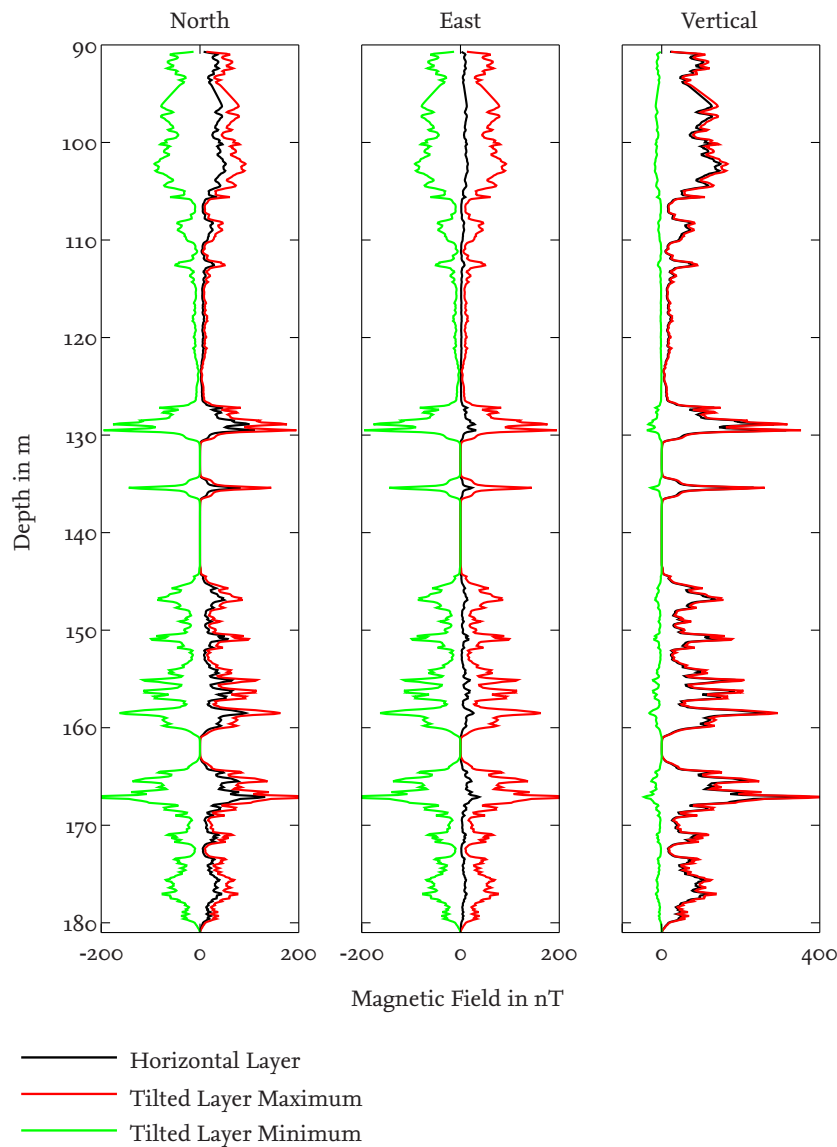 North East Vertical
90
100
110
120
130
140
150
160
170
180
Depth in m
-200 0 200 -200 0 200 0 400
Magnetic Field in nT
Horizontal Layer
Tilted Layer Maximum
Tilted Layer Minimum